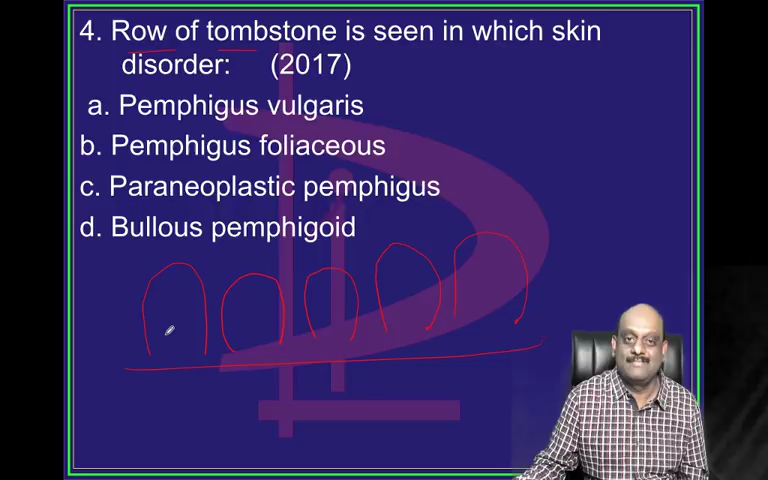 4. Row of tombstone is seen in which skin
disorder: (2017)
a. Pemphigus vulgaris
b. Pemphigus foliaceous
c. Paraneoplastic pemphigus
d. Bullous pemphigoid